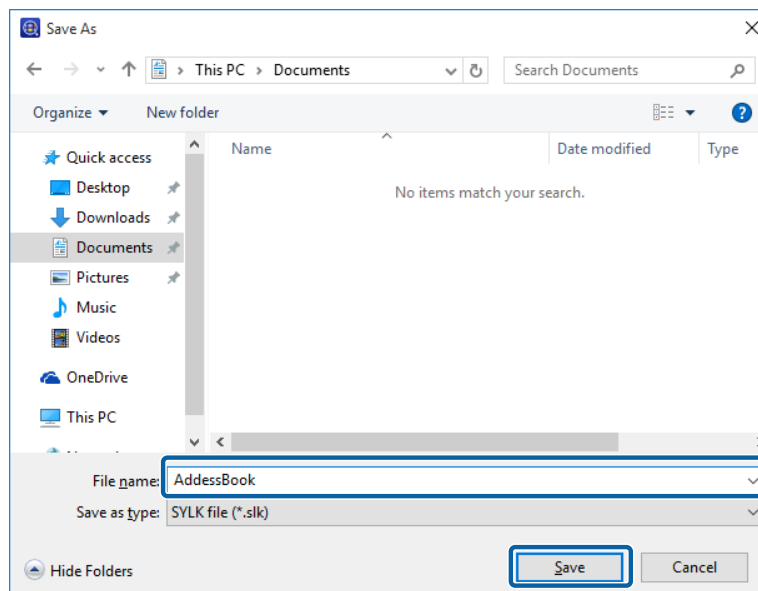 Save As
This PC > Documents
Search Documents
Organize
New folder
?
Name
Date modified
Type
Quick access
No items match your search.
Desktop
Downloads
Documents
Pictures
Music
Videos
OneDrive
This PC
File name:
AddessBook
Save as type:
SYLK file (*.slk)
Hide Folders
Save
Cancel